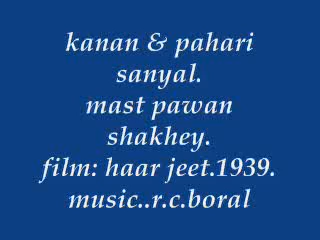 kanan & pahari
sanyal.
mast pawan
shakhey.
film: haar jeet.1939.
music..r.c.boral